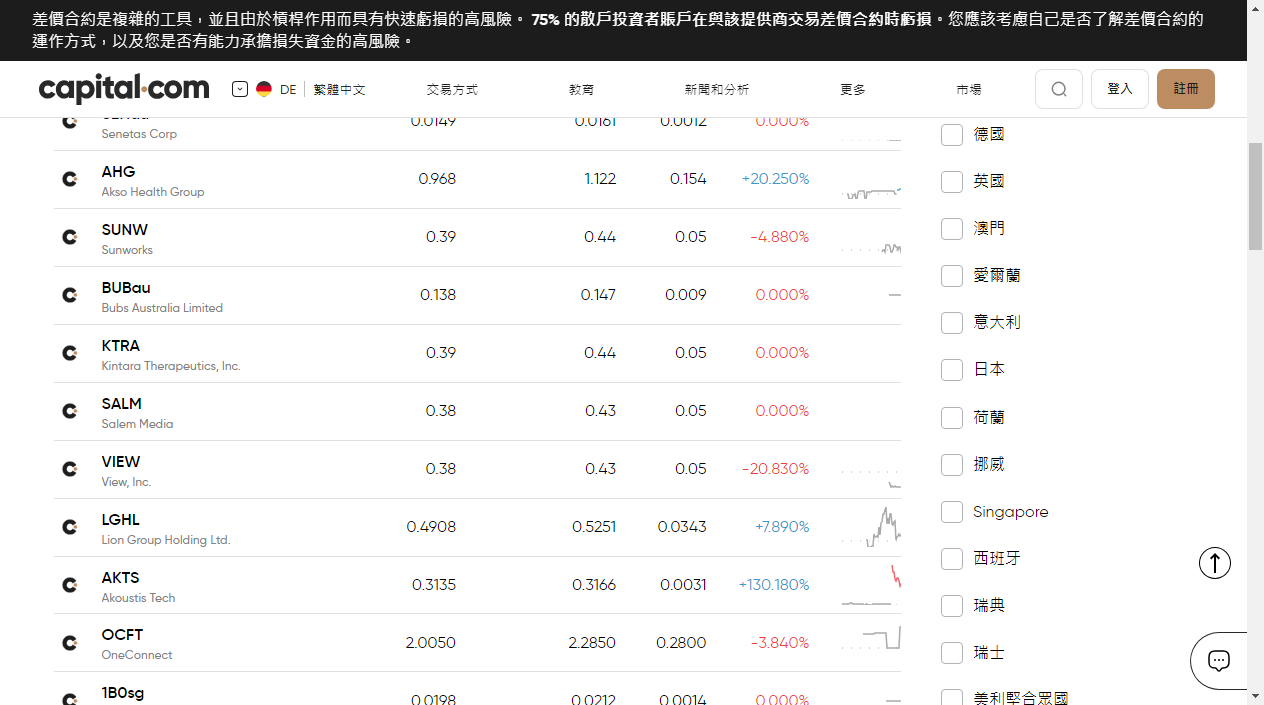 差價合約是複雜的工具，並且由於槓桿作用而具有快速虧損的高風險。 75% 的散戶投資者賬戶在與該提供商交易差價合約時虧損。您應該考慮自己是否了解差價合約的
運作方式，以及您是否有能力承擔損失資金的高風險。
capital.com DE 繁體中文 交易方式 教育 新聞和分析 更多 市場 登入 註冊
0.0149 0.0161 0.0012 0.000%
Senetas Corp
AHG 0.968 1.122 0.154 +20.250%
Akso Health Group
SUNW 0.39 0.44 0.05 -4.880%
Sunworks
BUBau 0.138 0.147 0.009 0.000%
Bubs Australia Limited
KTRA 0.39 0.44 0.05 0.000%
Kintara Therapeutics, Inc.
SALM 0.38 0.43 0.05 0.000%
Salem Media
VIEW 0.38 0.43 0.05 -20.830%
View, Inc.
LGHL 0.4908 0.5251 0.0343 +7.890%
Lion Group Holding Ltd.
AKTS 0.3135 0.3166 0.0031 +130.180%
Akoustis Tech
OCFT 2.0050 2.2850 0.2800 -3.840%
OneConnect
1B0sg 0.0198 0.0212 0.0014 0.000%
德國
英國
澳門
愛爾蘭
意大利
日本
荷蘭
挪威
Singapore
西班牙
瑞典
瑞士
美利堅合眾國